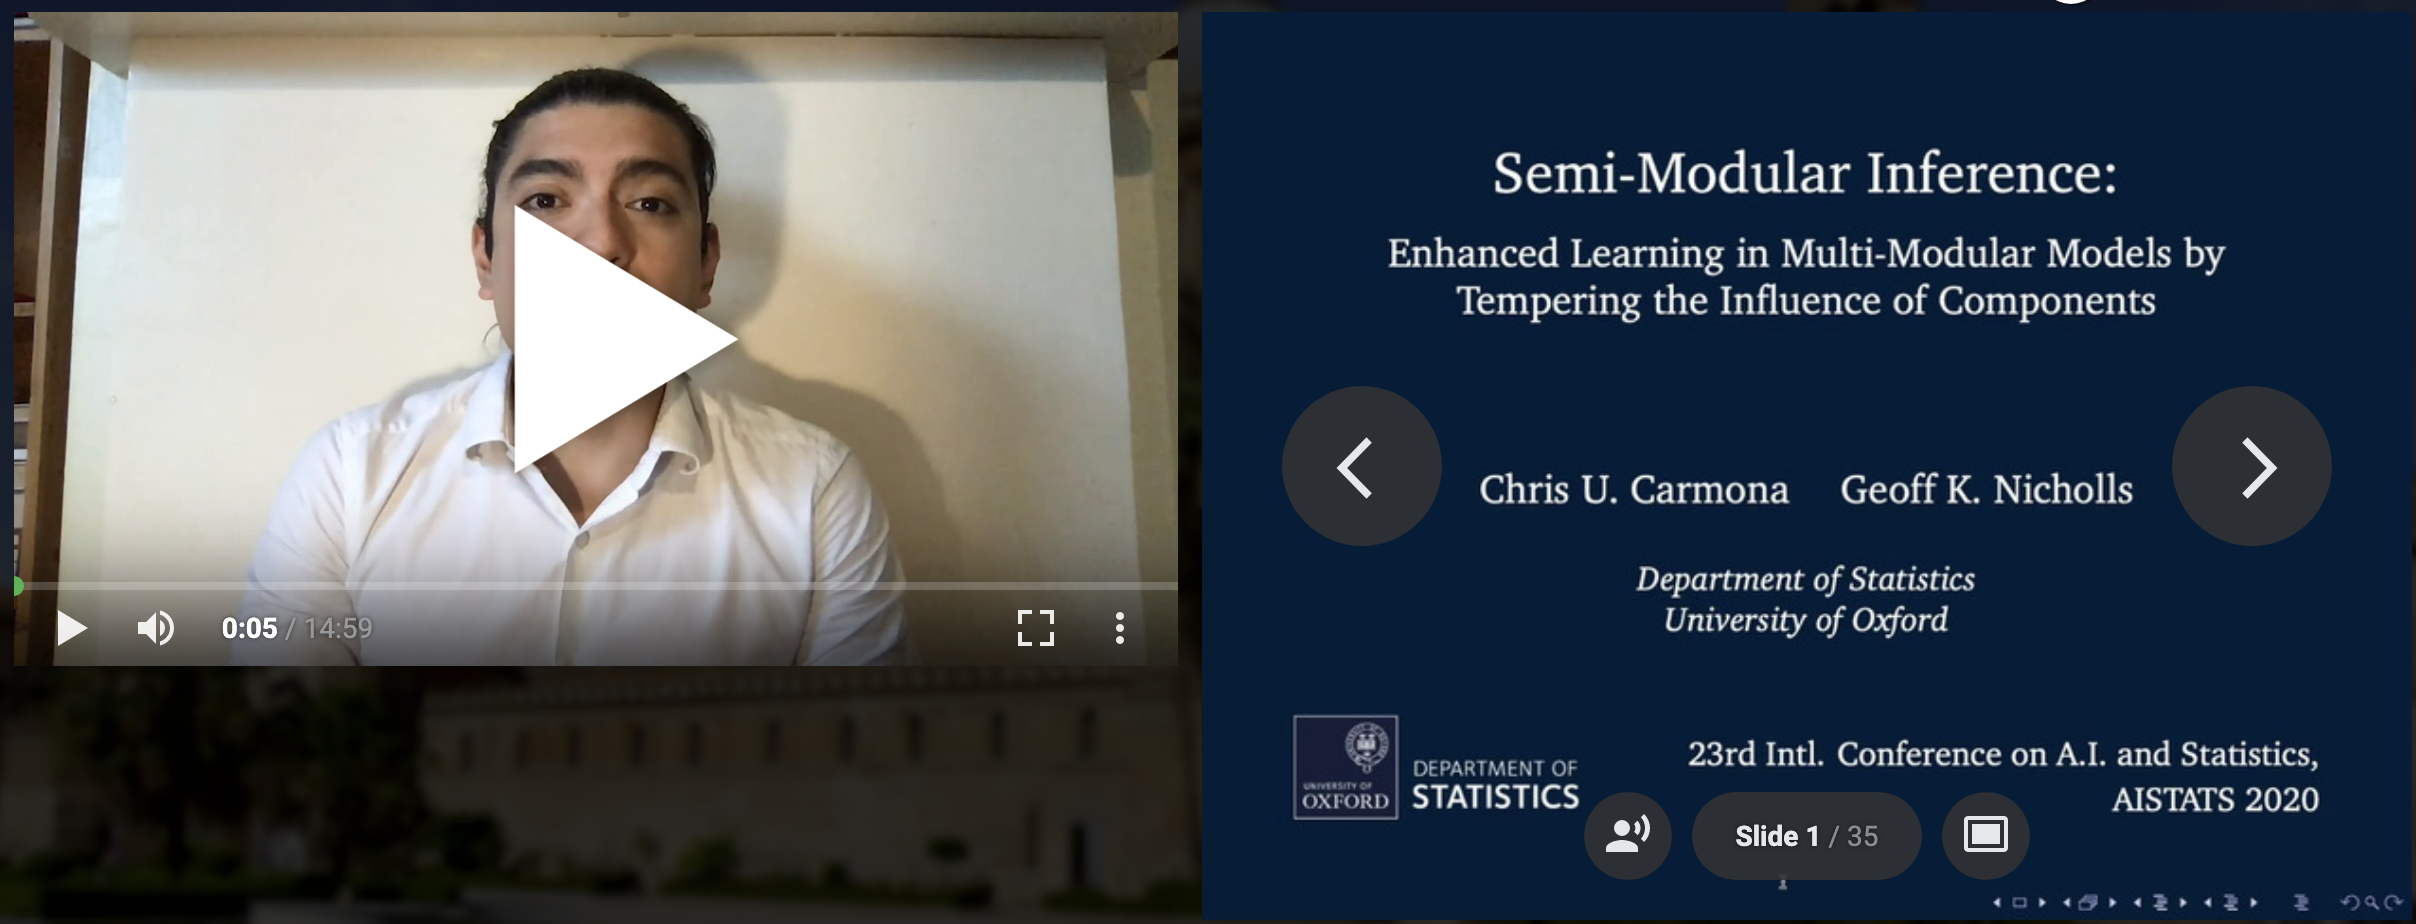 0:05 / 14:59
Semi-Modular Inference:
Enhanced Learning in Multi-Modular Models by
Tempering the Influence of Components
Chris U. Carmona Geoff K. Nicholls
Department of Statistics
University of Oxford
UNIVERSITY OF
OXFORD
DEPARTMENT OF
STATISTICS
23rd Intl. Conference on A.I. and Statistics,
AISTATS 2020
Slide 1 / 35